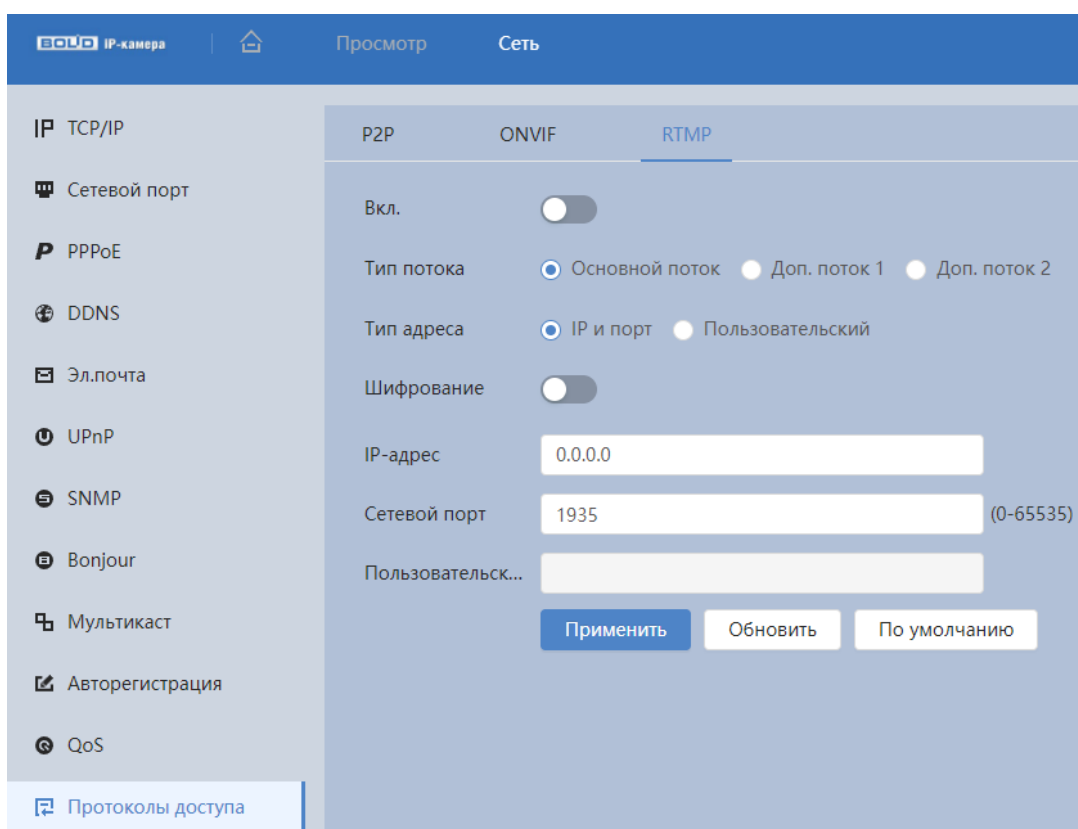 BOLID IP-камера
Просмотр
Сеть
TCP/IP
Сетевой порт
PPPoE
DDNS
Эл.почта
UPnP
SNMP
Bonjour
Мультикаст
Авторегистрация
QoS
Протоколы доступа
P2P
ONVIF
RTMP
Вкл.
Тип потока Основной поток Доп. поток 1 Доп. поток 2
Тип адреса IP и порт Пользовательский
Шифрование
IP-адрес 0.0.0.0
Сетевой порт 1935 (0-65535)
Пользовательск...
Применить Обновить По умолчанию